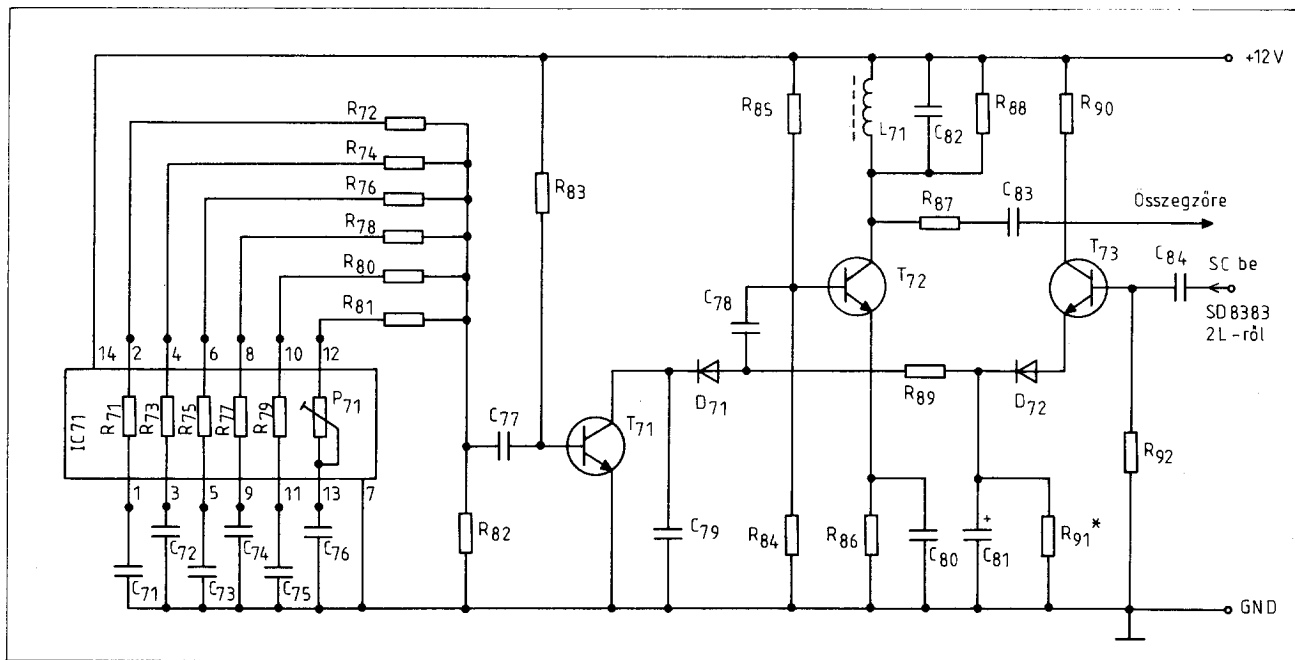 +12V
R72
R74
R76
R78
R80
R81
R83
R85
L71
C82
R88
R90
R87
C83
Összegzőre
T73
C84
SC be
SD8383
2L-ről
T72
C78
14 2 4 6 8 10 12
IC71
R71
R73
R75
R77
R79
P71
1 3 5 9 11 13 7
C77
T71
D71
R89
D72
R92
C71
C72
C73
C74
C75
C76
R82
C79
R84
R86
C80
+
C81
R91*
GND